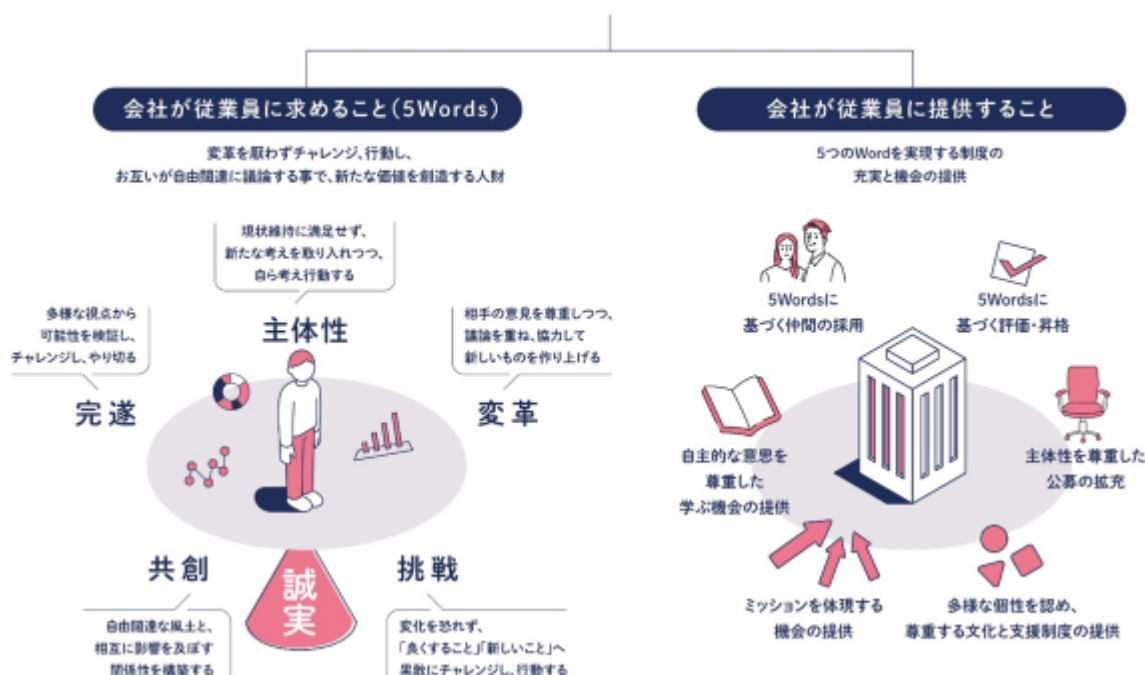 会社が従業員に求めること(5Words)
変革を厭わずチャレンジ、行動し、
お互いが自由闊達に議論する事で、新たな価値を創造する人財
現状維持に満足せず、
新たな考えを取り入れつつ、
自ら考え行動する
主体性
多様な視点から
可能性を検証し、
チャレンジし、やり切る
完遂
相手の意見を尊重しつつ、
議論を重ね、協力して
新しいものを作り上げる
変革
共創
自由闊達な風土と、
相互に影響を及ぼす
関係性を構築する
誠実
挑戦
変化を恐れず、
「良くすること」「新しいこと」へ
果敢にチャレンジし、行動する
会社が従業員に提供すること
5つのWordを実現する制度の
充実と機会の提供
5Wordsに
基づく仲間の採用
5Wordsに
基づく評価・昇格
自主的な意思を
尊重した
学ぶ機会の提供
主体性を尊重した
公募の拡充
ミッションを体現する
機会の提供
多様な個性を認め、
尊重する文化と支援制度の提供